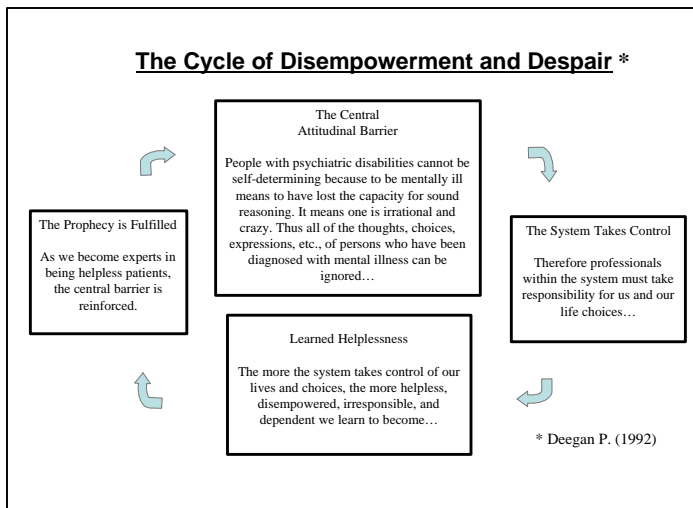 The Cycle of Disempowerment and Despair *
The Central
Attitudinal Barrier
People with psychiatric disabilities cannot be
self-determining because to be mentally ill
means to have lost the capacity for sound
reasoning. It means one is irrational and
crazy. Thus all of the thoughts, choices,
expressions, etc., of persons who have been
diagnosed with mental illness can be
ignored…
The System Takes Control
Therefore professionals
within the system must take
responsibility for us and our
life choices…
Learned Helplessness
The more the system takes control of our
lives and choices, the more helpless,
disempowered, irresponsible, and
dependent we learn to become…
The Prophecy is Fulfilled
As we become experts in
being helpless patients,
the central barrier is
reinforced.
* Deegan P. (1992)